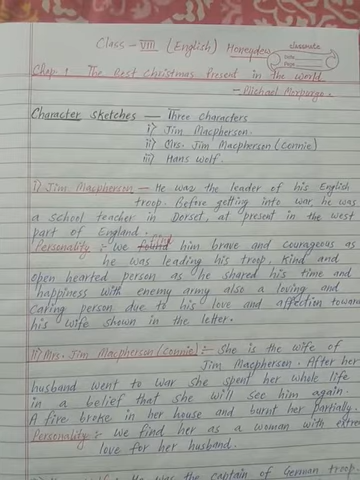 Class - VIII (English) Honeydew
classmate
Date
Page
Chap. 1 The Best Christmas Present in the World
- Michael Morpurgo.
Character sketches — Three characters
i) Jim Macpherson.
ii) Mrs. Jim Macpherson (Connie)
iii) Hans Wolf.
i) Jim Macpherson - He was the leader of his English
troop. Before getting into war, he was
a school teacher in Dorset, at present in the west
part of England.
Personality :- We find him brave and courageous as
he was leading his troop. Kind and
open hearted person as he shared his time and
happiness with enemy army also a loving and
caring person due to his love and affection towar
his wife shown in the letter.
ii) Mrs. Jim Macpherson (Connie) :- She is the wife of
Jim Macpherson. After her
husband went to war she spent her whole life
in a belief that she will see him again.
A fire broke in her house and burnt her partially.
Personality :- We find her as a woman with extrem
love for her husband.
He was the captain of German troop.